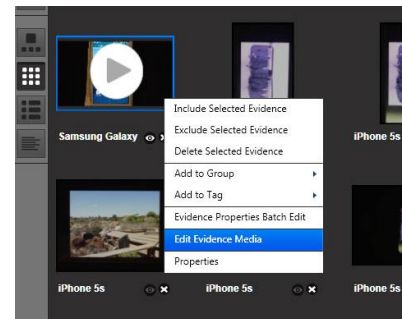 Include Selected Evidence
Exclude Selected Evidence
Delete Selected Evidence
Samsung Galaxy
iPhone 5s
Add to Group
Add to Tag
Evidence Properties Batch Edit
Edit Evidence Media
Properties
iPhone 5s
iPhone 5s
iPhone 5s